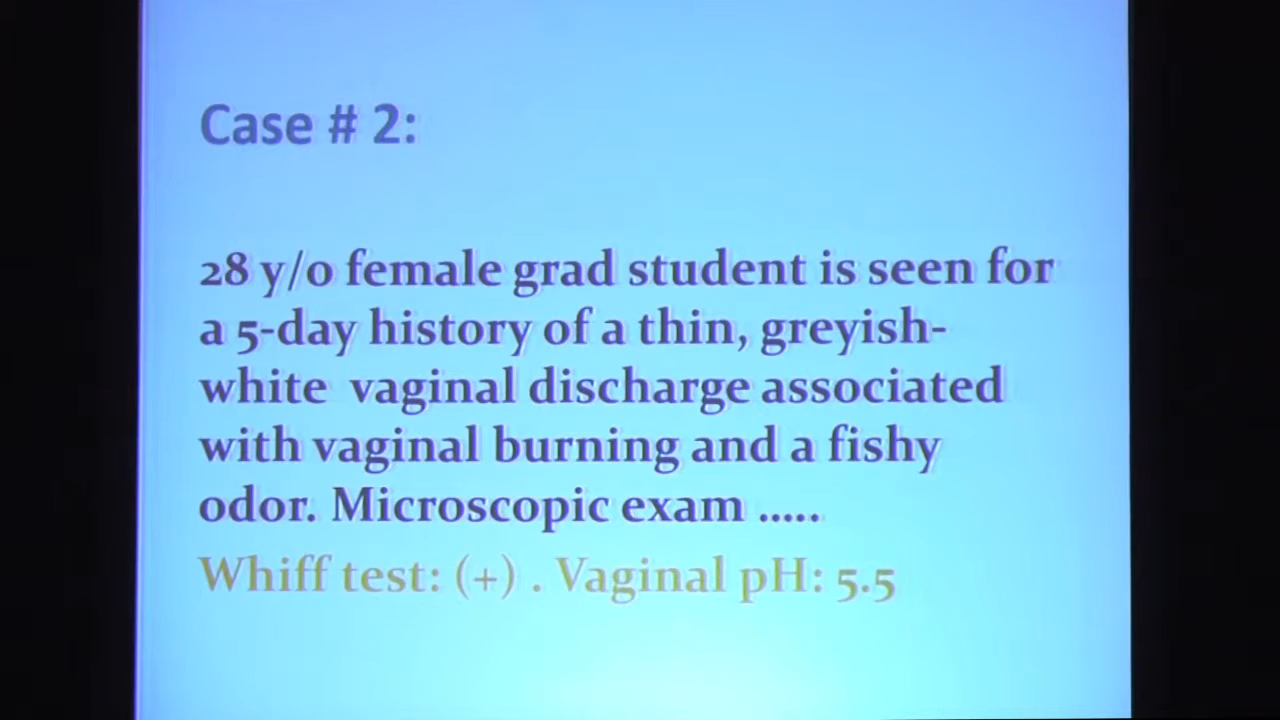 Case # 2:
28 y/o female grad student is seen for
a 5-day history of a thin, greyish-
white  vaginal discharge associated
with vaginal burning and a fishy
odor. Microscopic exam .....
Whiff test: (+) . Vaginal pH: 5.5